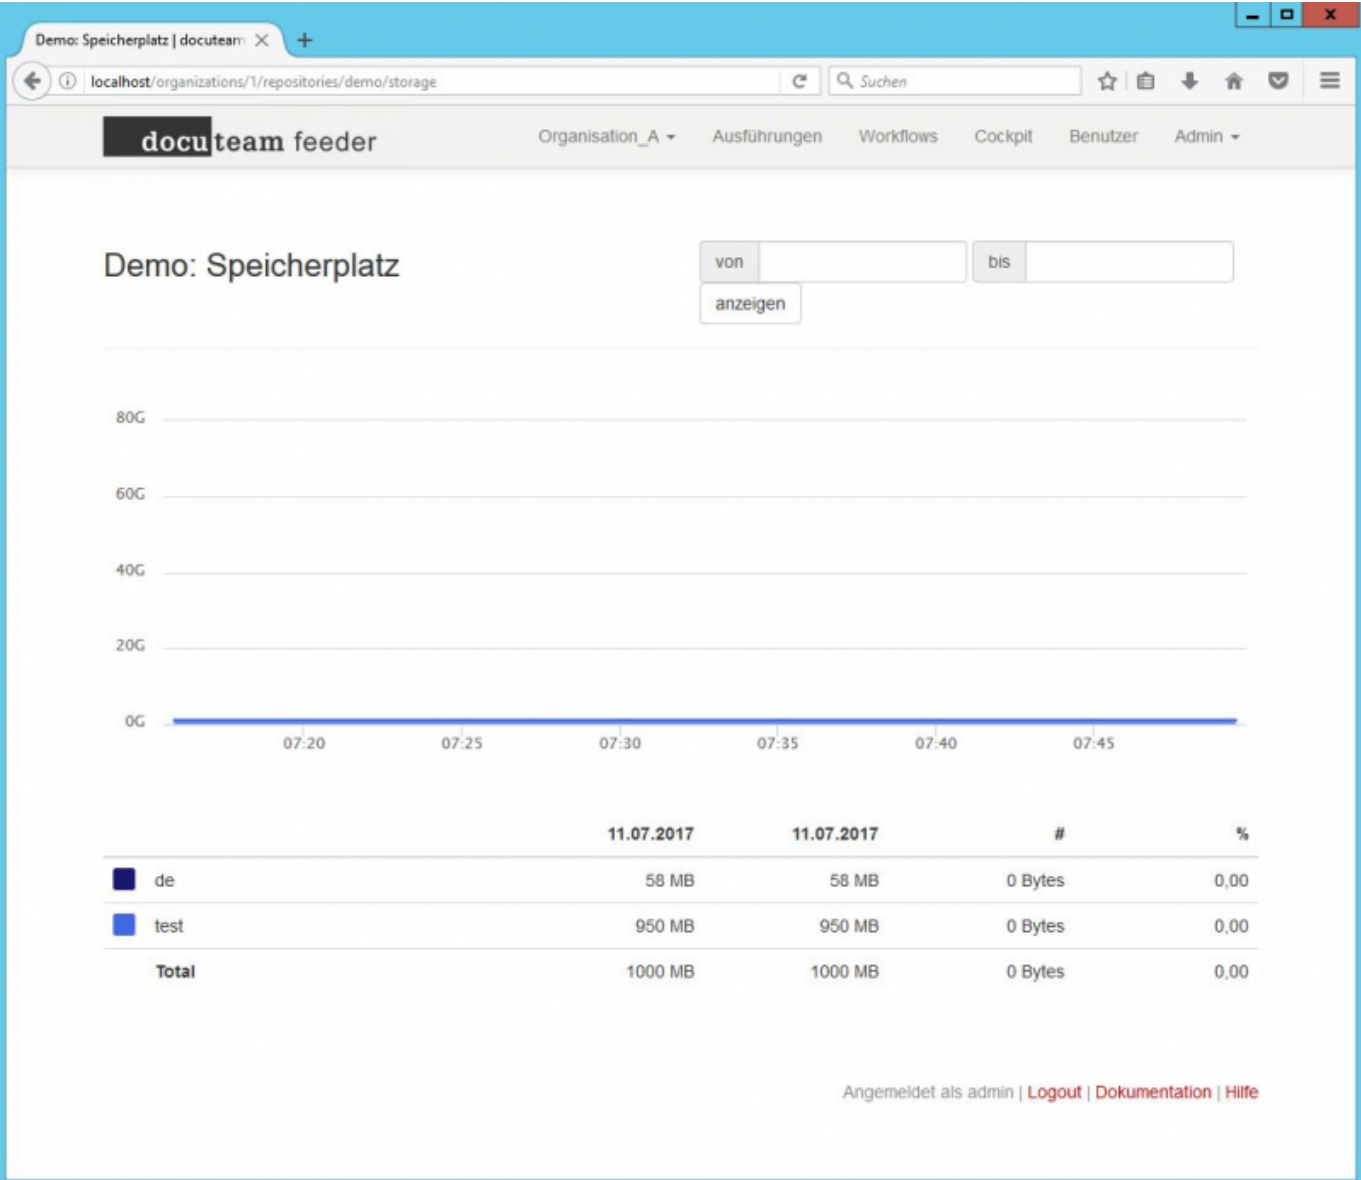 Demo: Speicherplatz | docuteam
localhost/organizations/1/repositories/demo/storage
Suchen
docuteam feeder
Organisation_A Ausführungen Workflows Cockpit Benutzer Admin
Demo: Speicherplatz
von bis
anzeigen
80G
60G
40G
20G
0G
07:20 07:25 07:30 07:35 07:40 07:45
11.07.2017 11.07.2017 # %
de 58 MB 58 MB 0 Bytes 0,00
test 950 MB 950 MB 0 Bytes 0,00
Total 1000 MB 1000 MB 0 Bytes 0,00
Angemeldet als admin | Logout | Dokumentation | Hilfe